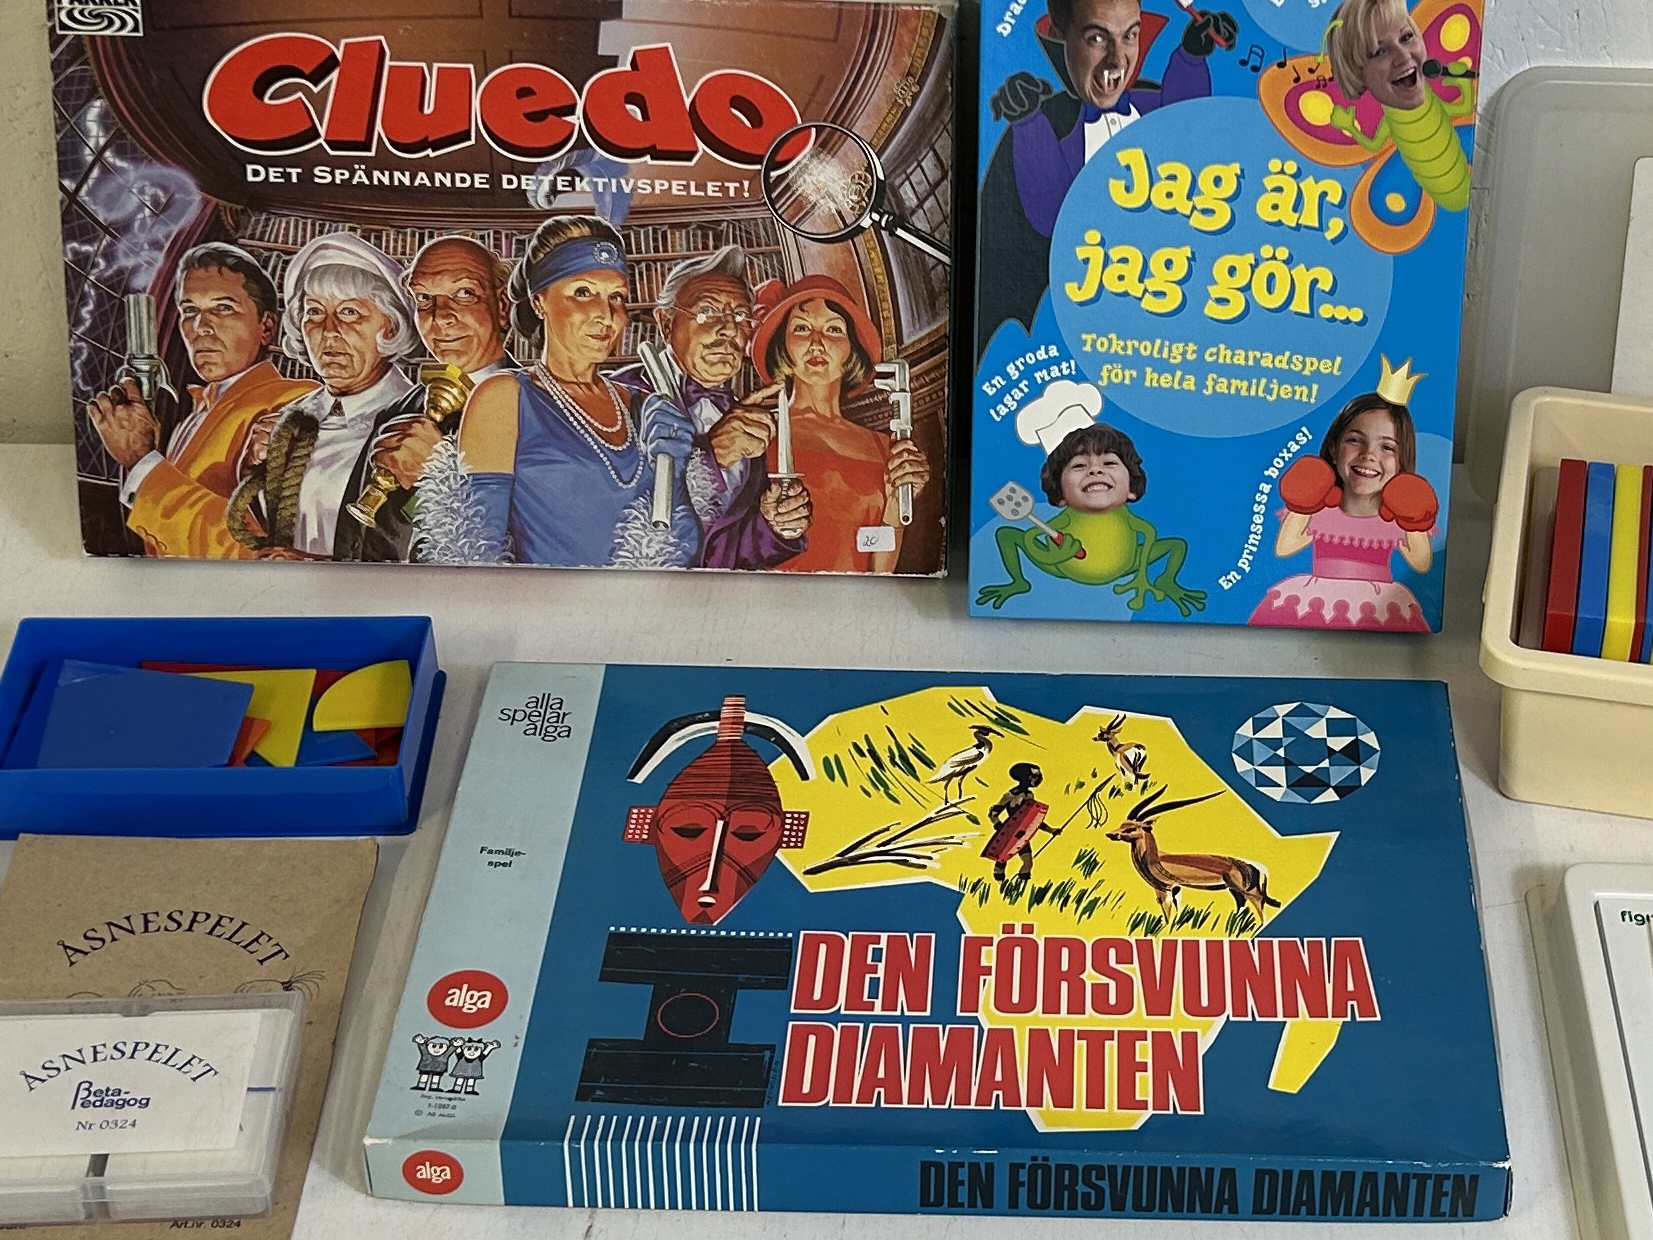 PARKER
Cluedo
DET SPÄNNANDE DETEKTIVSPELET!
20
Jag är,
jag gör...
Tokroligt charadspel
för hela familjen!
En groda
lagar mat!
En prinsessa boxas!
alla
spelar
alga
Familje-
spel
alga
DEN FÖRSVUNNA
DIAMANTEN
alga
DEN FÖRSVUNNA DIAMANTEN
ÅSNESPELET
ÅSNESPELET
Beta-
pedagog
Nr 0324
Art.nr. 0324